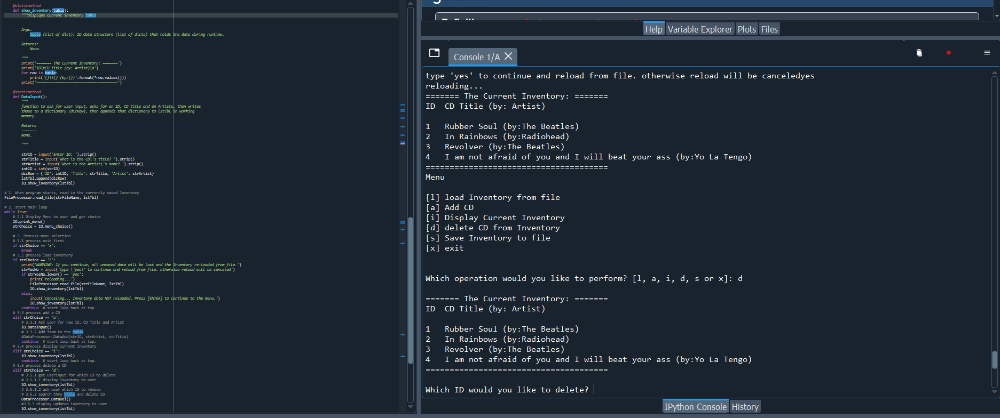 @staticmethod
def show_inventory(table):
"""Displays current inventory table
Args:
table (list of dict): 2D data structure (list of dicts) that holds the data during runtime.
Returns:
None.
"""
print('======= The Current Inventory: =======')
print('ID\tCD Title (by: Artist)\n')
for row in table:
print('{}\t{} (by:{})'.format(*row.values()))
print('======================================')
@staticmethod
def DataInput():
"""
function to ask for user input, asks for an ID, CD title and an Artists, then writes
those to a dictionary (dicRow), then appends that dictionary to lstTbl in working
memory
Returns
-------
None.
"""
strID = input('Enter ID: ').strip()
strTitle = input('What is the CD\'s title? ').strip()
strArtist = input('What is the Artist\'s name? ').strip()
intID = int(strID)
dicRow = {'ID': intID, 'Title': strTitle, 'Artist': strArtist}
lstTbl.append(dicRow)
IO.show_inventory(lstTbl)
# 1. When program starts, read in the currently saved Inventory
FileProcessor.read_file(strFileName, lstTbl)
# 2. start main loop
while True:
# 2.1 Display Menu to user and get choice
IO.print_menu()
strChoice = IO.menu_choice()
# 3. Process menu selection
# 3.1 process exit first
if strChoice == 'x':
break
# 3.2 process load inventory
if strChoice == 'l':
print('WARNING: If you continue, all unsaved data will be lost and the Inventory re-loaded from file.')
strYesNo = input('type \'yes\' to continue and reload from file. otherwise reload will be canceled')
if strYesNo.lower() == 'yes':
print('reloading...')
FileProcessor.read_file(strFileName, lstTbl)
IO.show_inventory(lstTbl)
else:
input('canceling... Inventory data NOT reloaded. Press [ENTER] to continue to the menu.')
IO.show_inventory(lstTbl)
continue  # start loop back at top.
# 3.3 process add a CD
elif strChoice == 'a':
# 3.3.1 Ask user for new ID, CD Title and Artist
IO.DataInput()
# 3.3.2 Add item to the table
#DataProcessor.DataAdd(strID, strArtist, strTitle)
continue  # start loop back at top.
# 3.4 process display current inventory
elif strChoice == 'i':
IO.show_inventory(lstTbl)
continue  # start loop back at top.
# 3.5 process delete a CD
elif strChoice == 'd':
# 3.5.1 get Userinput for which CD to delete
# 3.5.1.1 display Inventory to user
IO.show_inventory(lstTbl)
# 3.5.1.2 ask user which ID to remove
# 3.5.2 search thru table and delete CD
DataProcessor.DataDel()
#3.5.3 display updated inventory to user
IO.show_inventory(lstTbl)
Help Variable Explorer Plots Files
Console 1/A
type 'yes' to continue and reload from file. otherwise reload will be canceledyes
reloading...
======= The Current Inventory: =======
ID  CD Title (by: Artist)
1   Rubber Soul (by:The Beatles)
2   In Rainbows (by:Radiohead)
3   Revolver (by:The Beatles)
4   I am not afraid of you and I will beat your ass (by:Yo La Tengo)
======================================
Menu
[l] load Inventory from file
[a] Add CD
[i] Display Current Inventory
[d] delete CD from Inventory
[s] Save Inventory to file
[x] exit
Which operation would you like to perform? [l, a, i, d, s or x]: d
======= The Current Inventory: =======
ID  CD Title (by: Artist)
1   Rubber Soul (by:The Beatles)
2   In Rainbows (by:Radiohead)
3   Revolver (by:The Beatles)
4   I am not afraid of you and I will beat your ass (by:Yo La Tengo)
======================================
Which ID would you like to delete?
IPython Console History